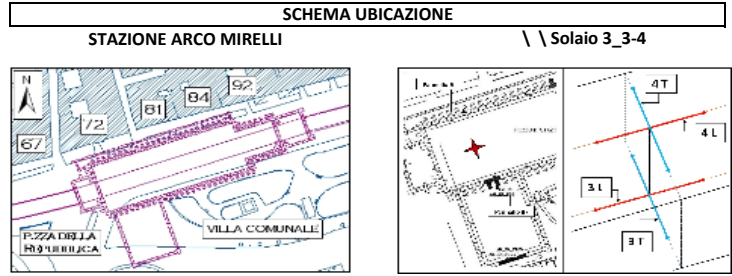 SCHEMA UBICAZIONE
STAZIONE ARCO MIRELLI
\ \ Solaio 3_3-4
N
92
84
81
72
67
VILLA COMUNALE
P.ZZA DELLA
REPUBBLICA
4 T
4 L
3 L
3 T